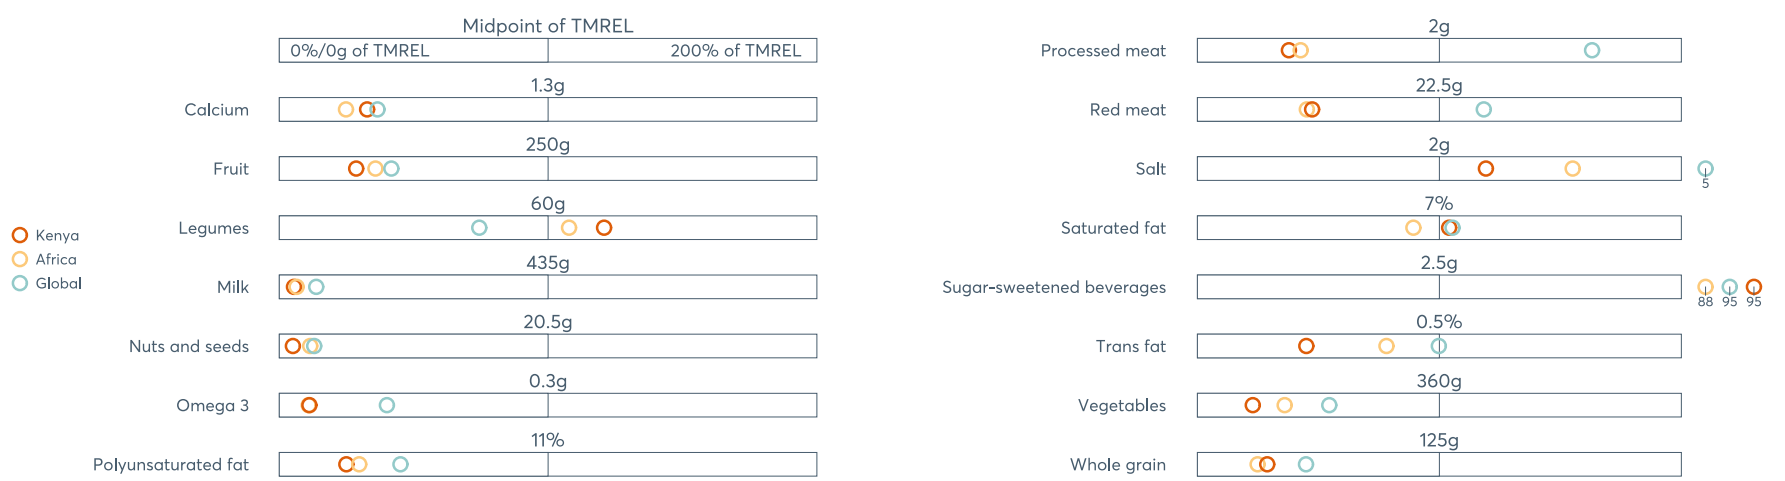 Midpoint of TMREL
0%/0g of TMREL 200% of TMREL
1.3g
Calcium
250g
Fruit
60g
Legumes
435g
Milk
20.5g
Nuts and seeds
0.3g
Omega 3
11%
Polyunsaturated fat
Kenya
Africa
Global
2g
Processed meat
22.5g
Red meat
2g
Salt
5
7%
Saturated fat
2.5g
Sugar-sweetened beverages
88 95 95
0.5%
Trans fat
360g
Vegetables
125g
Whole grain